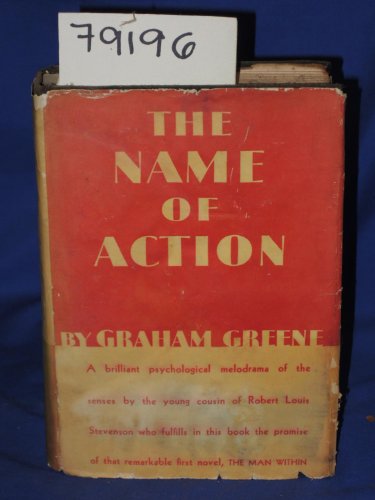 79196
THE
NAME
OF
ACTION
BY GRAHAM GREENE
A brilliant psychological melodrama of the
senses by the young cousin of Robert Louis
Stevenson who fulfills in this book the promise
of that remarkable first novel, THE MAN WITHIN